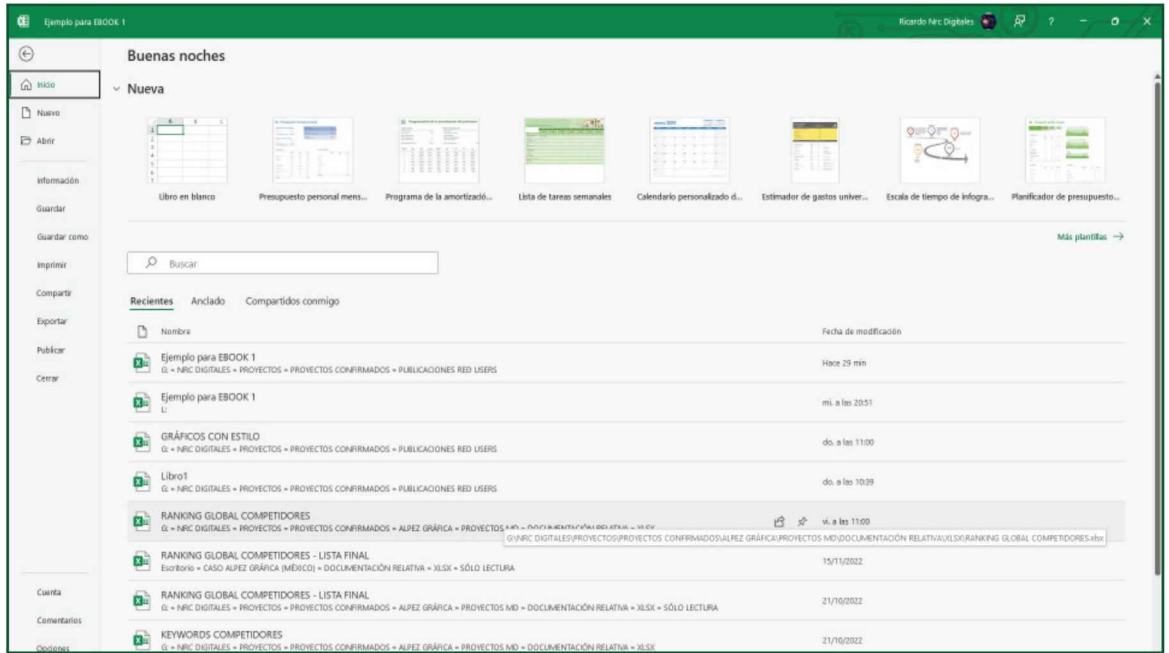 Ejemplo para EBOOK 1
Ricardo Nrc Digitales
?
Inicio
Nuevo
Abrir
Información
Guardar
Guardar como
Imprimir
Compartir
Exportar
Publicar
Cerrar
Cuenta
Comentarios
Opciones
Buenas noches
Nueva
Libro en blanco
Presupuesto personal mens...
Programa de la amortizació...
Lista de tareas semanales
Calendario personalizado d...
Estimador de gastos univer...
Escala de tiempo de infogra...
Planificador de presupuesto...
Más plantillas →
Buscar
Recientes Anclado Compartidos conmigo
Nombre Fecha de modificación
Ejemplo para EBOOK 1 Hace 29 min
G: » NRC DIGITALES » PROYECTOS » PROYECTOS CONFIRMADOS » PUBLICACIONES RED USERS
Ejemplo para EBOOK 1 mi. a las 20:51
L:
GRÁFICOS CON ESTILO do. a las 11:00
G: » NRC DIGITALES » PROYECTOS » PROYECTOS CONFIRMADOS » PUBLICACIONES RED USERS
Libro1 do. a las 10:39
G: » NRC DIGITALES » PROYECTOS » PROYECTOS CONFIRMADOS » PUBLICACIONES RED USERS
RANKING GLOBAL COMPETIDORES vi. a las 11:00
G: » NRC DIGITALES » PROYECTOS » PROYECTOS CONFIRMADOS » ALPEZ GRÁFICA » PROYECTOS MD » DOCUMENTACIÓN RELATIVA » XLSX
G:\NRC DIGITALES\PROYECTOS\PROYECTOS CONFIRMADOS\ALPEZ GRÁFICA\PROYECTOS MD\DOCUMENTACIÓN RELATIVA\XLSX\RANKING GLOBAL COMPETIDORES.xlsx
RANKING GLOBAL COMPETIDORES - LISTA FINAL 15/11/2022
Escritorio » CASO ALPEZ GRÁFICA (MÉXICO) » DOCUMENTACIÓN RELATIVA » XLSX » SÓLO LECTURA
RANKING GLOBAL COMPETIDORES - LISTA FINAL 21/10/2022
G: » NRC DIGITALES » PROYECTOS » PROYECTOS CONFIRMADOS » ALPEZ GRÁFICA » PROYECTOS MD » DOCUMENTACIÓN RELATIVA » XLSX » SÓLO LECTURA
KEYWORDS COMPETIDORES 21/10/2022
G: » NRC DIGITALES » PROYECTOS » PROYECTOS CONFIRMADOS » ALPEZ GRÁFICA » PROYECTOS MD » DOCUMENTACIÓN RELATIVA » XLSX